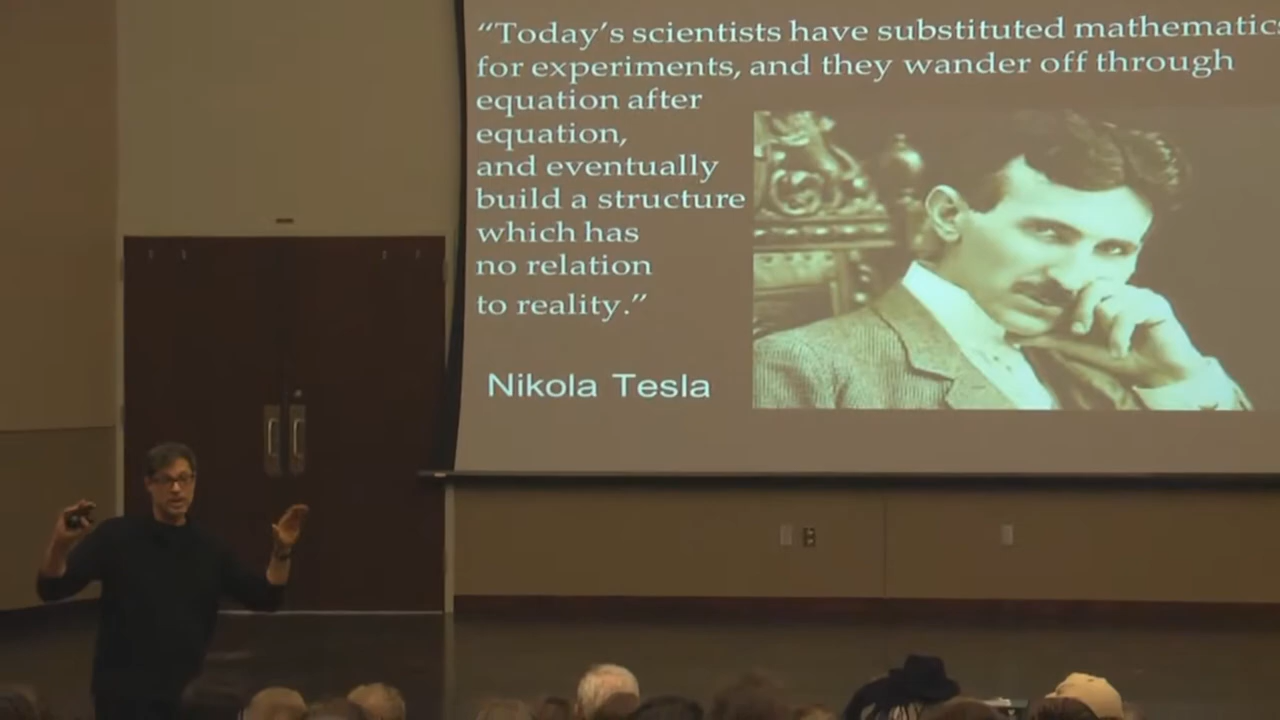 “Today’s scientists have substituted mathematics
for experiments, and they wander off through
equation after
equation,
and eventually
build a structure
which has
no relation
to reality.”
Nikola Tesla